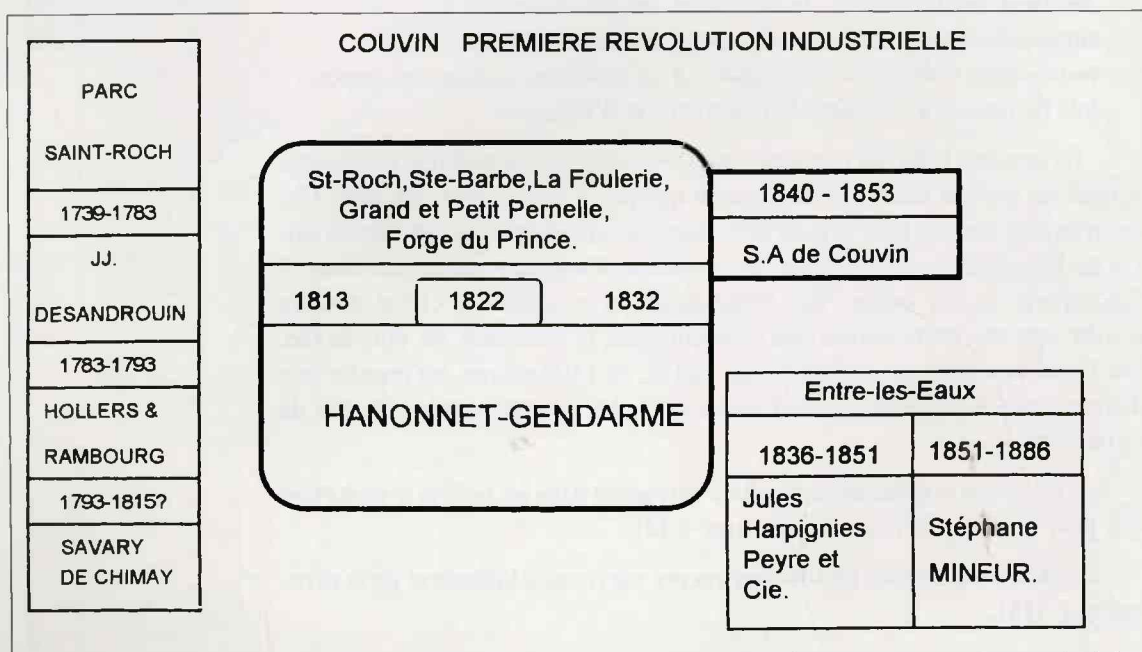 COUVIN PREMIERE REVOLUTION INDUSTRIELLE
PARC
SAINT-ROCH
1739-1783
JJ.
DESANDROUIN
1783-1793
HOLLERS &
RAMBOURG
1793-1815?
SAVARY
DE CHIMAY
St-Roch,Ste-Barbe,La Foulerie,
Grand et Petit Pernelle,
Forge du Prince.
1813 1822 1832
HANONNET-GENDARME
1840 - 1853
S.A de Couvin
Entre-les-Eaux
1836-1851
Jules
Harpignies
Peyre et
Cie.
1851-1886
Stéphane
MINEUR.